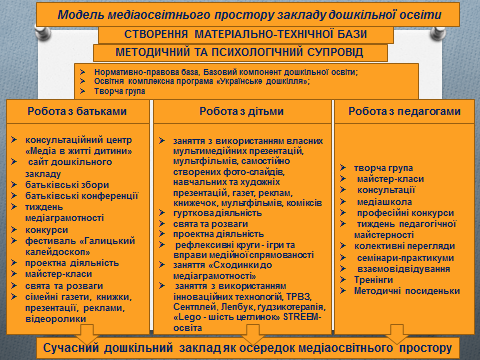 Модель медіаосвітнього простору закладу дошкільної освіти
СТВОРЕННЯ МАТЕРІАЛЬНО-ТЕХНІЧНОЇ БАЗИ
МЕТОДИЧНИЙ ТА ПСИХОЛОГІЧНИЙ СУПРОВІД
➢ Нормативно-правова база, Базовий компонент дошкільної освіти;
➢ Освітня комплексна програма «Українське дошкілля»;
➢ Творча група
Робота з батьками
➢ консультаційний центр
«Медіа в житті дитини»
➢ сайт дошкільного
закладу
➢ батьківські збори
➢ батьківські конференції
➢ тиждень
медіаграмотності
➢ конкурси
➢ фестиваль «Галицький
калейдоскоп»
➢ проектна діяльність
➢ майстер-класи
➢ свята та розваги
➢ сімейні газети, книжки,
презентації, реклами,
відеоролики
Робота з дітьми
➢ заняття з використанням власних
мультимедійних презентацій,
мультфільмів, самостійно
створених фото-слайдів,
навчальних та художніх
презентацій, газет, реклам,
книжечок, мультфільмів, коміксів
➢ гурткова діяльність
➢ свята та розваги
➢ проектна діяльність
➢ рефлексивні круги - ігри та
вправи медійної спрямованості
➢ заняття «Сходинки до
медіаграмотності»
➢ заняття з використанням
інноваційних технологій, ТРВЗ,
Сентплей, Лепбук, ґудзикотерапія,
«Lego - шість цеглинок» STREEM-
освіта
Робота з педагогами
➢ творча група
➢ майстер-класи
➢ консультації
➢ медіашкола
➢ професійні конкурси
➢ тиждень педагогічної
майстерності
➢ колективні перегляди
➢ семінари-практикуми
➢ взаємовідвідування
➢ Тренінги
➢ Методичні посиденьки
Сучасний дошкільний заклад як осередок медіаосвітнього простору